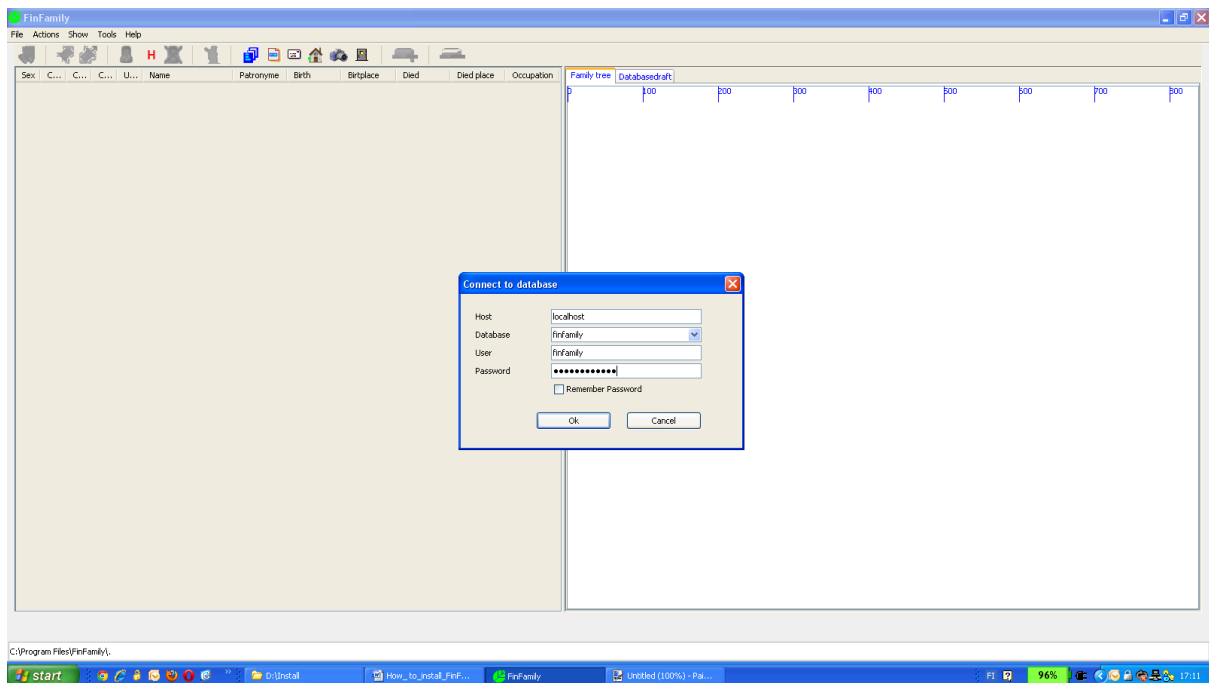 FinFamily
File Actions Show Tools Help
H
Sex C... C... C... U... Name Patronyme Birth Birtplace Died Died place Occupation
Family tree Databasedraft
0 100 200 300 400 500 600 700 800
Connect to database
Host localhost
Database finfamily
User finfamily
Password ●●●●●●●●●●●●
Remember Password
Ok Cancel
C:\Program Files\FinFamily\.
start D:\Install How_to_install_FinF... FinFamily Untitled (100%) - Pai... FI 96% 17:11